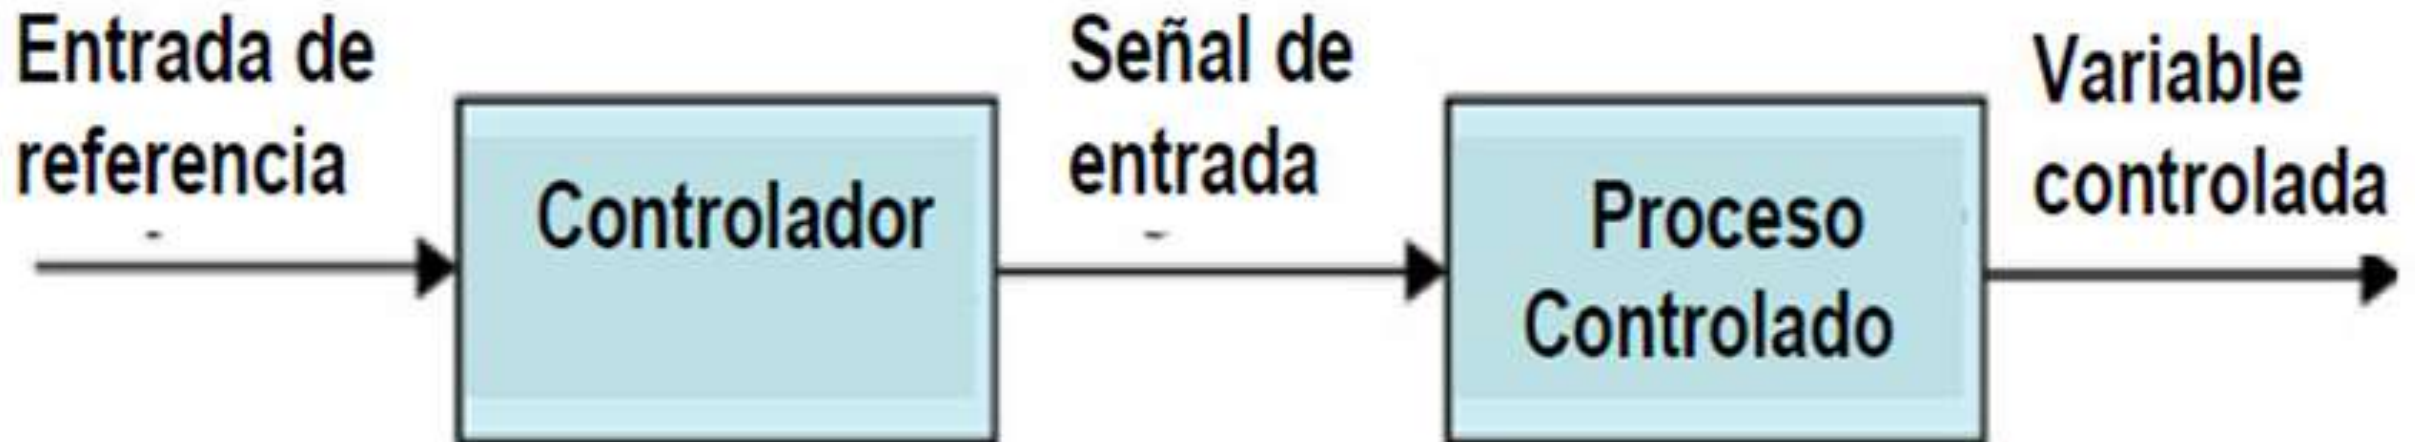 Entrada de
referencia
Controlador
Señal de
entrada
Proceso
Controlado
Variable
controlada